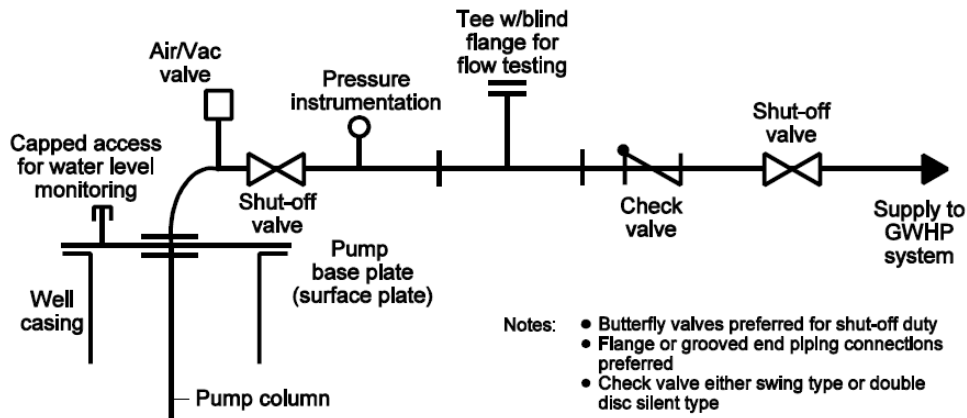 Tee w/blind
flange for
flow testing
Air/Vac
valve
Pressure
instrumentation
Shut-off
valve
Capped access
for water level
monitoring
Shut-off
valve
Check
valve
Supply to
GWHP
system
Pump
base plate
(surface plate)
Well
casing
Pump column
Notes:
● Butterfly valves preferred for shut-off duty
● Flange or grooved end piping connections
preferred
● Check valve either swing type or double
disc silent type